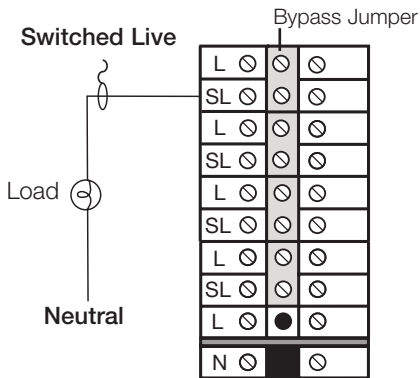 Bypass Jumper
Switched Live
L
SL
L
SL
Load
L
SL
L
SL
Neutral
L
N